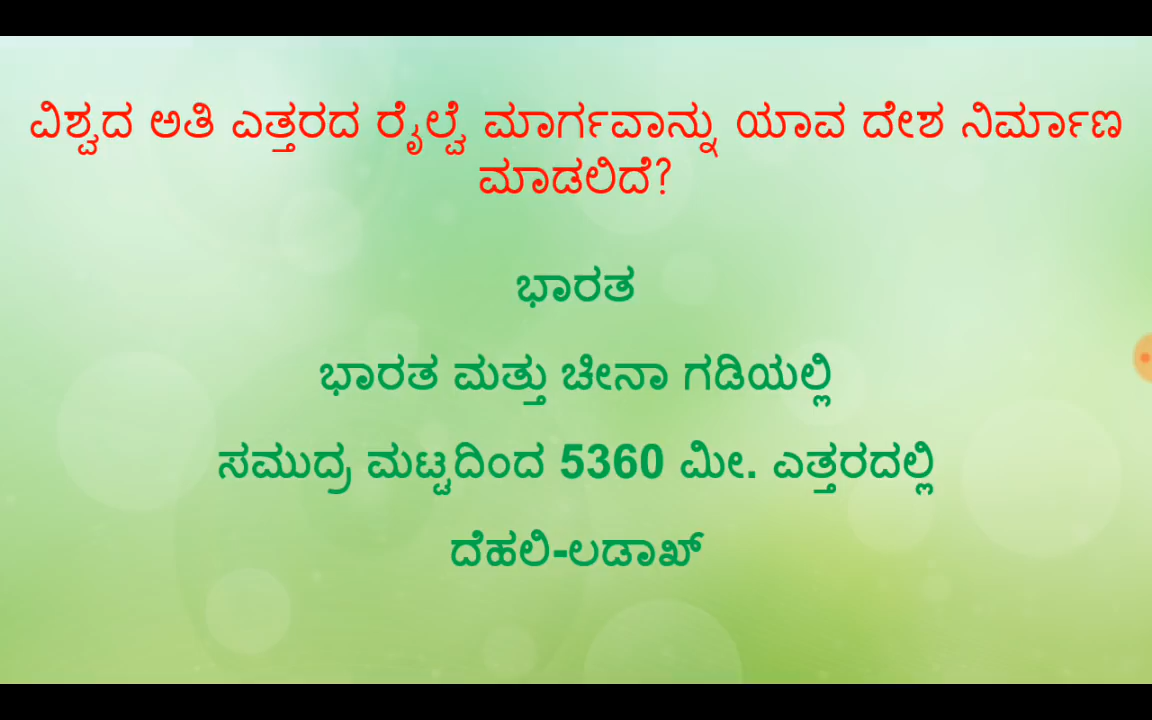 ವಿಶ್ವದ ಅತಿ ಎತ್ತರದ ರೈಲ್ವೆ ಮಾರ್ಗವಾನ್ನು ಯಾವ ದೇಶ ನಿರ್ಮಾಣ
ಮಾಡಲಿದೆ?
ಭಾರತ
ಭಾರತ ಮತ್ತು ಚೀನಾ ಗಡಿಯಲ್ಲಿ
ಸಮುದ್ರ ಮಟ್ಟದಿಂದ 5360 ಮೀ. ಎತ್ತರದಲ್ಲಿ
ದೆಹಲಿ-ಲಡಾಖ್